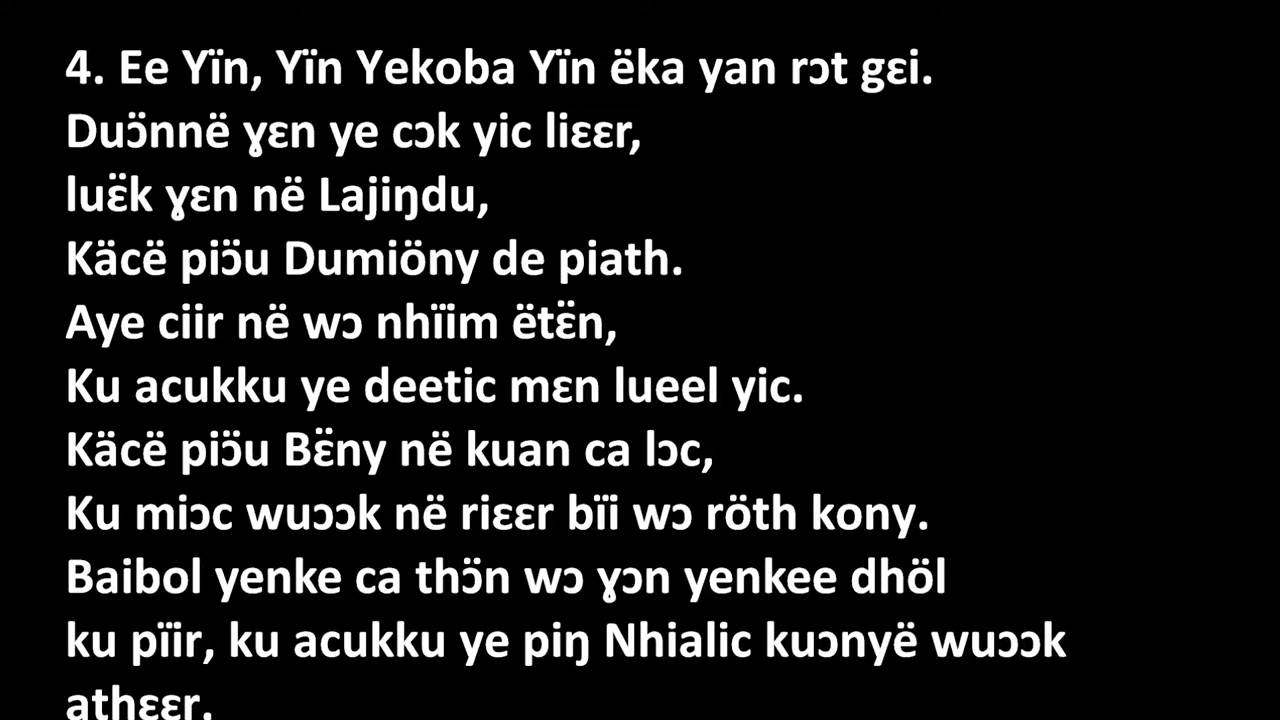 4. Ee Yïn, Yïn Yekoba Yïn ëka yan rɔt gɛi.
Duɔ̈nnë ɣɛn ye cɔk yic liɛɛr,
luɛ̈k ɣɛn në Lajiŋdu,
Käcë piɔ̈u Dumiöny de piath.
Aye ciir në wɔ nhïïm ëtɛ̈n,
Ku acukku ye deetic mɛn lueel yic.
Käcë piɔ̈u Bɛ̈ny në kuan ca lɔc,
Ku miɔc wuɔɔk në riɛɛr bïi wɔ röth kony.
Baibol yenke ca thɔ̈n wɔ ɣɔn yenkee dhöl
ku pïir, ku acukku ye piŋ Nhialic kuɔnyë wuɔɔk
athɛɛr.